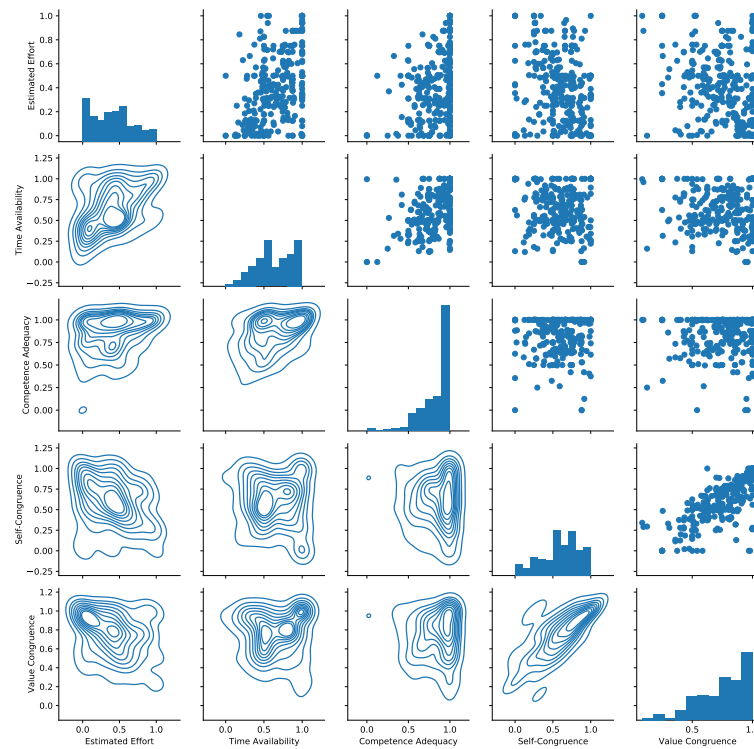 1.0
0.8
0.6
0.4
0.2
0.0
Estimated Effort
1.25
1.00
0.75
0.50
0.25
0.00
−0.25
Time Availability
1.00
0.75
0.50
0.25
0.00
Competence Adequacy
1.25
1.00
0.75
0.50
0.25
0.00
−0.25
Self-Congruence
1.2
1.0
0.8
0.6
0.4
0.2
0.0
Value Congruence
0.0 0.5 1.0
0.0 0.5 1.0
0.0 0.5 1.0
0.0 0.5 1.0
0.5
Estimated Effort
Time Availability
Competence Adequacy
Self-Congruence
Value Congruence